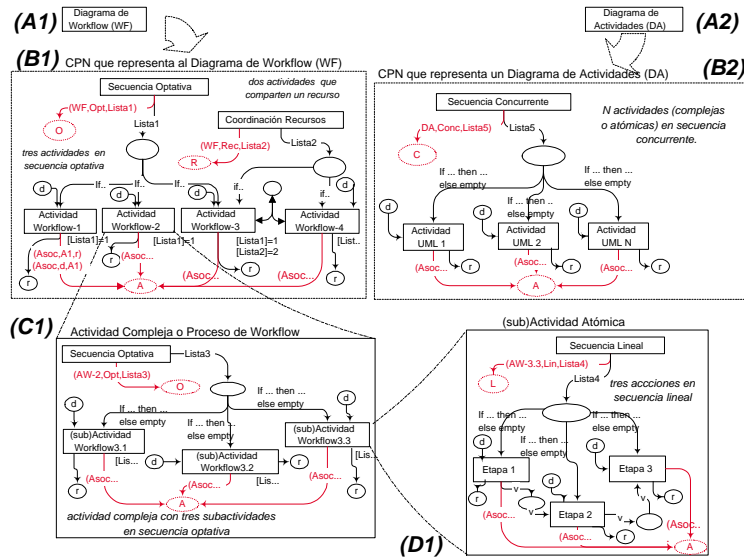 (A1)
Diagrama de
Workflow (WF)
Diagrama de
Actividades (DA)
(A2)
(B1)
CPN que representa al Diagrama de Workflow (WF)
Secuencia Optativa
dos actividades que
comparten un recurso
(WF,Opt,Lista1)
O
Lista1
Coordinación Recursos
(WF,Rec,Lista2)
Lista2
R
tres actividades en
secuencia optativa
d
If..
d
If..
d
if..
if..
d
Actividad
Workflow-1
Actividad
Workflow-2
Actividad
Workflow-3
Actividad
Workflow-4
[Lista1]=1
[Lista1]=1
[Lista1]=1
[Lista2]=2
[List..
(Asoc,A1,r)
(Asoc,d,A1)
(Asoc...
(Asoc...
(Asoc...
r
r
r
r
A
(B2)
CPN que representa un Diagrama de Actividades (DA)
Secuencia Concurrente
DA,Conc,Lista5)
Lista5
C
N actividades (complejas
o atómicas) en secuencia
concurrente.
If ... then ...
else empty
If ... then ..
else empty
If ... then ...
else empty
d
d
d
Actividad
UML 1
Actividad
UML 2
Actividad
UML N
(Asoc...
(Asoc...
(Asoc...
r
r
r
A
(C1)
Actividad Compleja o Proceso de Workflow
Secuencia Optativa
Lista3
(AW-2,Opt,Lista3)
O
If ... then ...
else empty
If ... then ...
else empty
If ... then ...
else empty
d
d
d
(sub)Actividad
Workflow3.1
(sub)Actividad
Workflow3.2
(sub)Actividad
Workflow3.3
[Lis...
[Lis...
[Lis...
(Asoc...
(Asoc...
(Asoc...
r
r
r
A
actividad compleja con tres subactividades
en secuencia optativa
(D1)
(sub)Actividad Atómica
Secuencia Lineal
(AW-3.3,Lin,Lista4)
L
Lista4
tres accciones en
secuencia lineal
If ... then ...
else empty
If ... then ...
else empty
If ... then ...
else empty
d
d
d
Etapa 1
Etapa 2
Etapa 3
v
v
v
v
r
r
r
(Asoc...
(Asoc...
(Asoc..
A